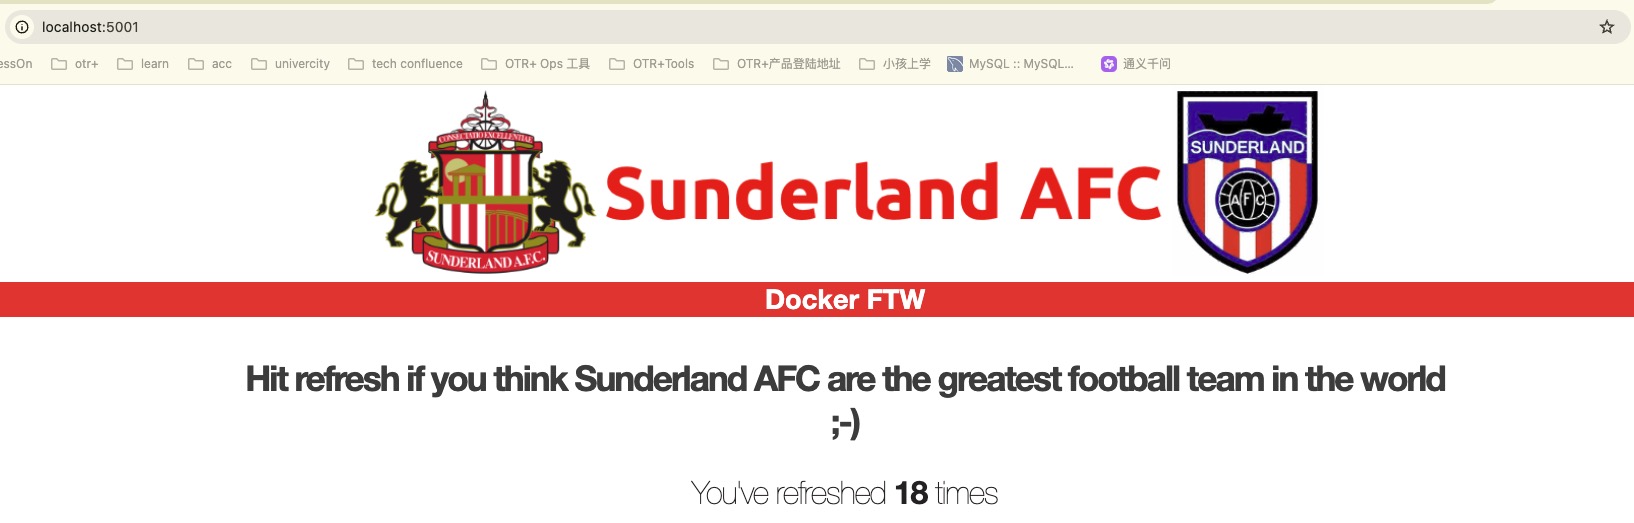 localhost:5001
essOn otr+ learn acc univercity tech confluence OTR+ Ops 工具 OTR+Tools OTR+产品登陆地址 小孩上学 MySQL :: MySQL... 通义千问
CONSECTATIO EXCELLENTIAE
SUNDERLAND A.F.C.
Sunderland AFC
SUNDERLAND
AFC
Docker FTW
Hit refresh if you think Sunderland AFC are the greatest football team in the world
;-)
You've refreshed 18 times